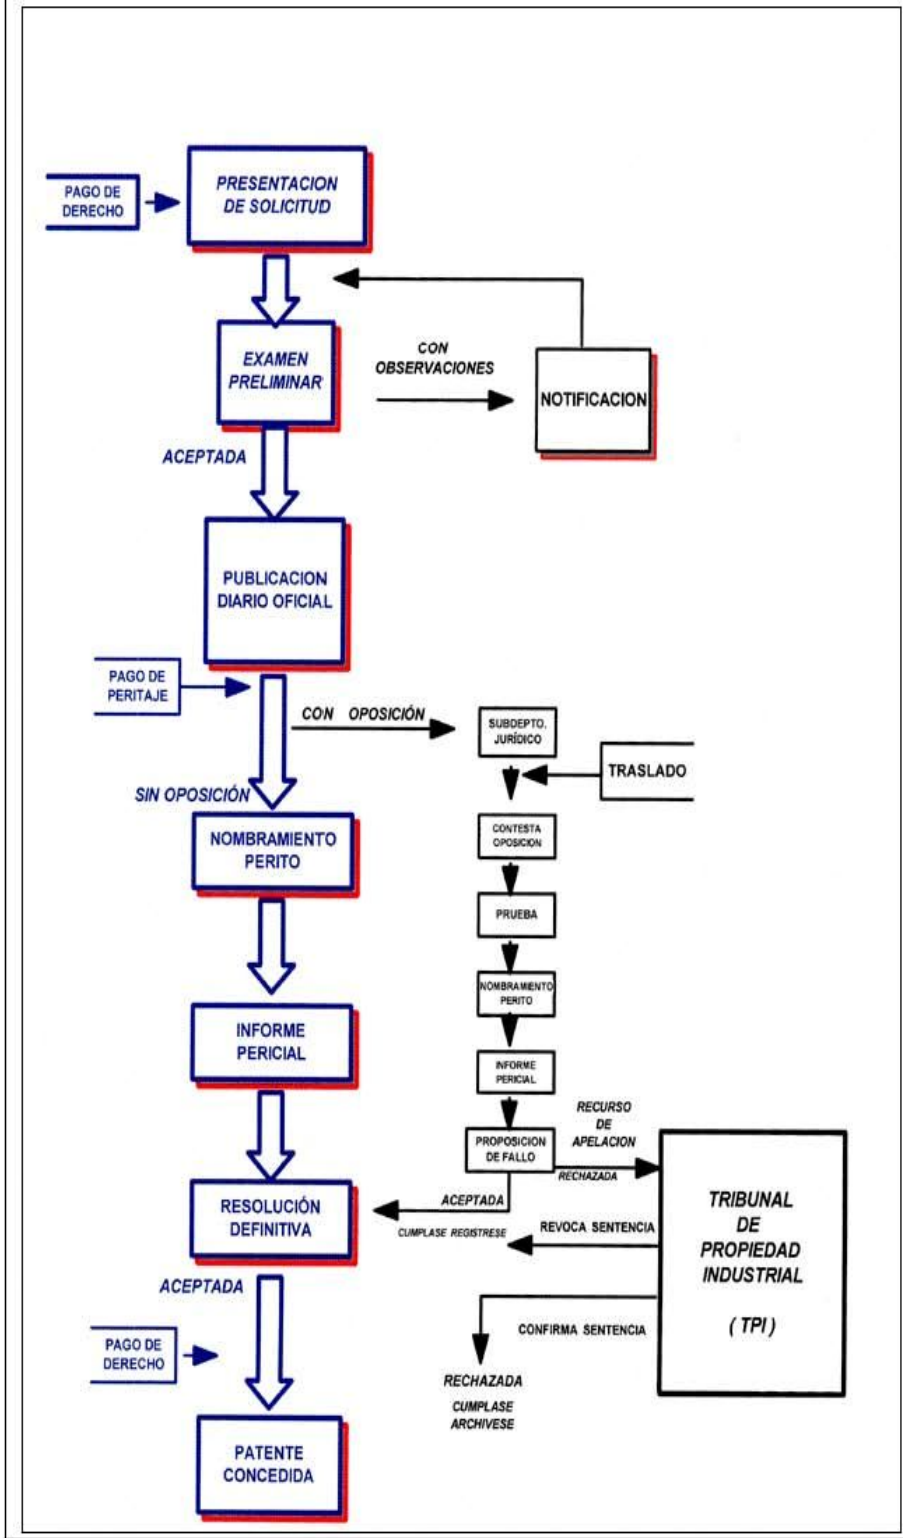 PRESENTACION
DE SOLICITUD
PAGO DE
DERECHO
EXAMEN
PRELIMINAR
CON
OBSERVACIONES
NOTIFICACION
ACEPTADA
PUBLICACION
DIARIO OFICIAL
PAGO DE
PERITAJE
CON OPOSICIÓN
SUBDEPTO.
JURÍDICO
TRASLADO
SIN OPOSICIÓN
NOMBRAMIENTO
PERITO
CONTESTA
OPOSICION
PRUEBA
NOMBRAMIENTO
PERITO
INFORME
PERICIAL
INFORME
PERICIAL
PROPOSICION
DE FALLO
RECURSO
DE
APELACION
RECHAZADA
TRIBUNAL
DE
PROPIEDAD
INDUSTRIAL
( TPI )
RESOLUCIÓN
DEFINITIVA
ACEPTADA
CUMPLASE REGISTRESE
REVOCA SENTENCIA
ACEPTADA
CONFIRMA SENTENCIA
PAGO DE
DERECHO
RECHAZADA
CUMPLASE
ARCHIVESE
PATENTE
CONCEDIDA